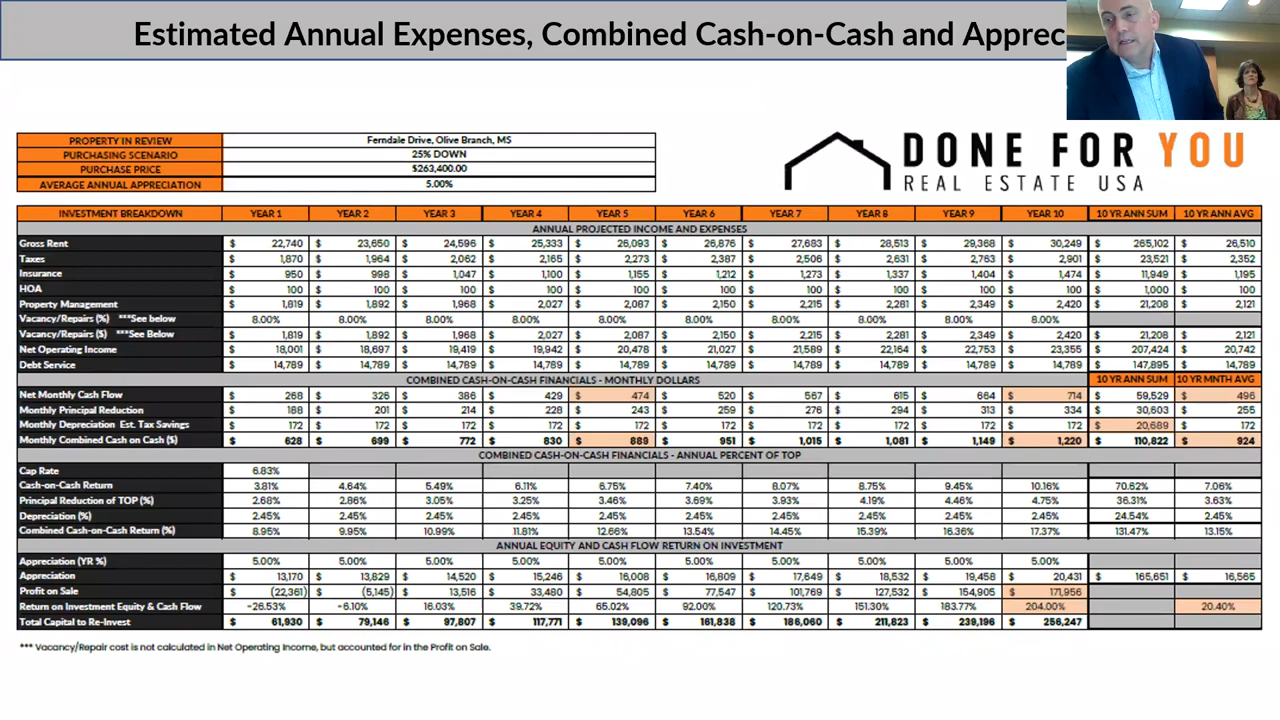 Estimated Annual Expenses, Combined Cash-on-Cash and Apprec
PROPERTY IN REVIEW Ferndale Drive, Olive Branch, MS
PURCHASING SCENARIO 25% DOWN
PURCHASE PRICE $263,400.00
AVERAGE ANNUAL APPRECIATION 5.00%
DONE FOR YOU
REAL ESTATE USA
INVESTMENT BREAKDOWN YEAR 1 YEAR 2 YEAR 3 YEAR 4 YEAR 5 YEAR 6 YEAR 7 YEAR 8 YEAR 9 YEAR 10 10 YR ANN SUM 10 YR ANN AVG
ANNUAL PROJECTED INCOME AND EXPENSES
Gross Rent $ 22,740 $ 23,650 $ 24,596 $ 25,333 $ 26,093 $ 26,876 $ 27,683 $ 28,513 $ 29,368 $ 30,249 $ 265,102 $ 26,510
Taxes $ 1,870 $ 1,964 $ 2,062 $ 2,165 $ 2,273 $ 2,387 $ 2,506 $ 2,631 $ 2,763 $ 2,901 $ 23,521 $ 2,352
Insurance $ 950 $ 998 $ 1,047 $ 1,100 $ 1,155 $ 1,212 $ 1,273 $ 1,337 $ 1,404 $ 1,474 $ 11,949 $ 1,195
HOA $ 100 $ 100 $ 100 $ 100 $ 100 $ 100 $ 100 $ 100 $ 100 $ 100 $ 1,000 $ 100
Property Management $ 1,819 $ 1,892 $ 1,968 $ 2,027 $ 2,087 $ 2,150 $ 2,215 $ 2,281 $ 2,349 $ 2,420 $ 21,208 $ 2,121
Vacancy/Repairs (%) ***See below 8.00% 8.00% 8.00% 8.00% 8.00% 8.00% 8.00% 8.00% 8.00% 8.00%
Vacancy/Repairs ($) ***See Below $ 1,819 $ 1,892 $ 1,968 $ 2,027 $ 2,087 $ 2,150 $ 2,215 $ 2,281 $ 2,349 $ 2,420 $ 21,208 $ 2,121
Net Operating Income $ 18,001 $ 18,697 $ 19,419 $ 19,942 $ 20,478 $ 21,027 $ 21,589 $ 22,164 $ 22,753 $ 23,355 $ 207,424 $ 20,742
Debt Service $ 14,789 $ 14,789 $ 14,789 $ 14,789 $ 14,789 $ 14,789 $ 14,789 $ 14,789 $ 14,789 $ 14,789 $ 147,895 $ 14,789
COMBINED CASH-ON-CASH FINANCIALS - MONTHLY DOLLARS 10 YR ANN SUM 10 YR MNTH AVG
Net Monthly Cash Flow $ 268 $ 326 $ 386 $ 429 $ 474 $ 520 $ 567 $ 615 $ 664 $ 714 $ 59,529 $ 496
Monthly Principal Reduction $ 188 $ 201 $ 214 $ 228 $ 243 $ 259 $ 276 $ 294 $ 313 $ 334 $ 30,603 $ 255
Monthly Depreciation Est. Tax Savings $ 172 $ 172 $ 172 $ 172 $ 172 $ 172 $ 172 $ 172 $ 172 $ 172 $ 20,689 $ 172
Monthly Combined Cash on Cash ($) $ 628 $ 699 $ 772 $ 830 $ 889 $ 951 $ 1,015 $ 1,081 $ 1,149 $ 1,220 $ 110,822 $ 924
COMBINED CASH-ON-CASH FINANCIALS - ANNUAL PERCENT OF TOP
Cap Rate 6.83%
Cash-on-Cash Return 3.81% 4.64% 5.49% 6.11% 6.75% 7.40% 8.07% 8.75% 9.45% 10.16% 70.62% 7.06%
Principal Reduction of TOP (%) 2.68% 2.86% 3.05% 3.25% 3.46% 3.69% 3.93% 4.19% 4.46% 4.75% 36.31% 3.63%
Depreciation (%) 2.45% 2.45% 2.45% 2.45% 2.45% 2.45% 2.45% 2.45% 2.45% 2.45% 24.54% 2.45%
Combined Cash-on-Cash Return (%) 8.95% 9.95% 10.99% 11.81% 12.66% 13.54% 14.45% 15.39% 16.36% 17.37% 131.47% 13.15%
ANNUAL EQUITY AND CASH FLOW RETURN ON INVESTMENT
Appreciation (YR %) 5.00% 5.00% 5.00% 5.00% 5.00% 5.00% 5.00% 5.00% 5.00% 5.00%
Appreciation $ 13,170 $ 13,829 $ 14,520 $ 15,246 $ 16,008 $ 16,809 $ 17,649 $ 18,532 $ 19,458 $ 20,431 $ 165,651 $ 16,565
Profit on Sale $ (22,361) $ (5,145) $ 13,516 $ 33,480 $ 54,805 $ 77,547 $ 101,769 $ 127,532 $ 154,905 $ 171,956
Return on Investment Equity & Cash Flow -26.53% -6.10% 16.03% 39.72% 65.02% 92.00% 120.73% 151.30% 183.77% 204.00% 20.40%
Total Capital to Re-Invest $ 61,930 $ 79,146 $ 97,807 $ 117,771 $ 139,096 $ 161,838 $ 186,060 $ 211,823 $ 239,196 $ 256,247
*** Vacancy/Repair cost is not calculated in Net Operating Income, but accounted for in the Profit on Sale.